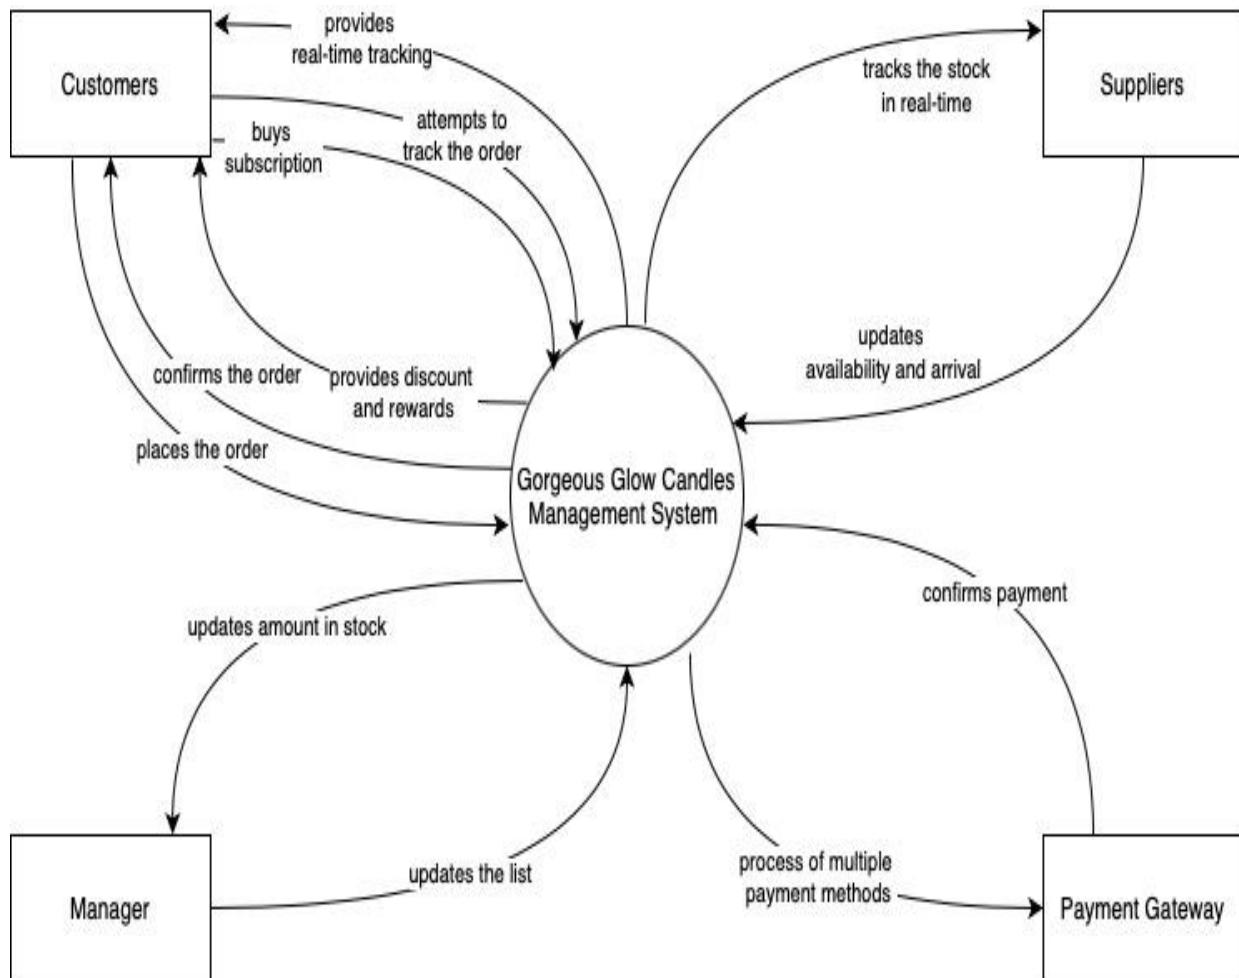 provides
real-time tracking
Customers
tracks the stock
in real-time
Suppliers
attempts to
track the order
buys
subscription
updates
availability and arrival
confirms the order
provides discount
and rewards
places the order
Gorgeous Glow Candles
Management System
confirms payment
updates amount in stock
process of multiple
payment methods
updates the list
Manager
Payment Gateway